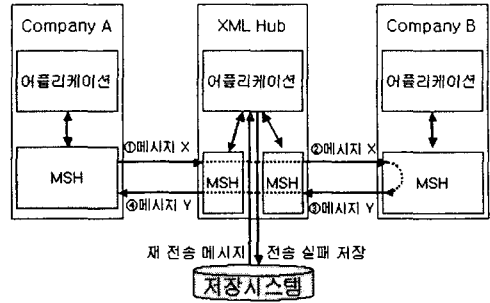 Company A
XML Hub
Company B
어플리케이션
어플리케이션
어플리케이션
①메시지 X
②메시지 X
MSH
MSH
MSH
MSH
④메시지 Y
③메시지 Y
재 전송 메시지
전송 실패 저장
저장시스템